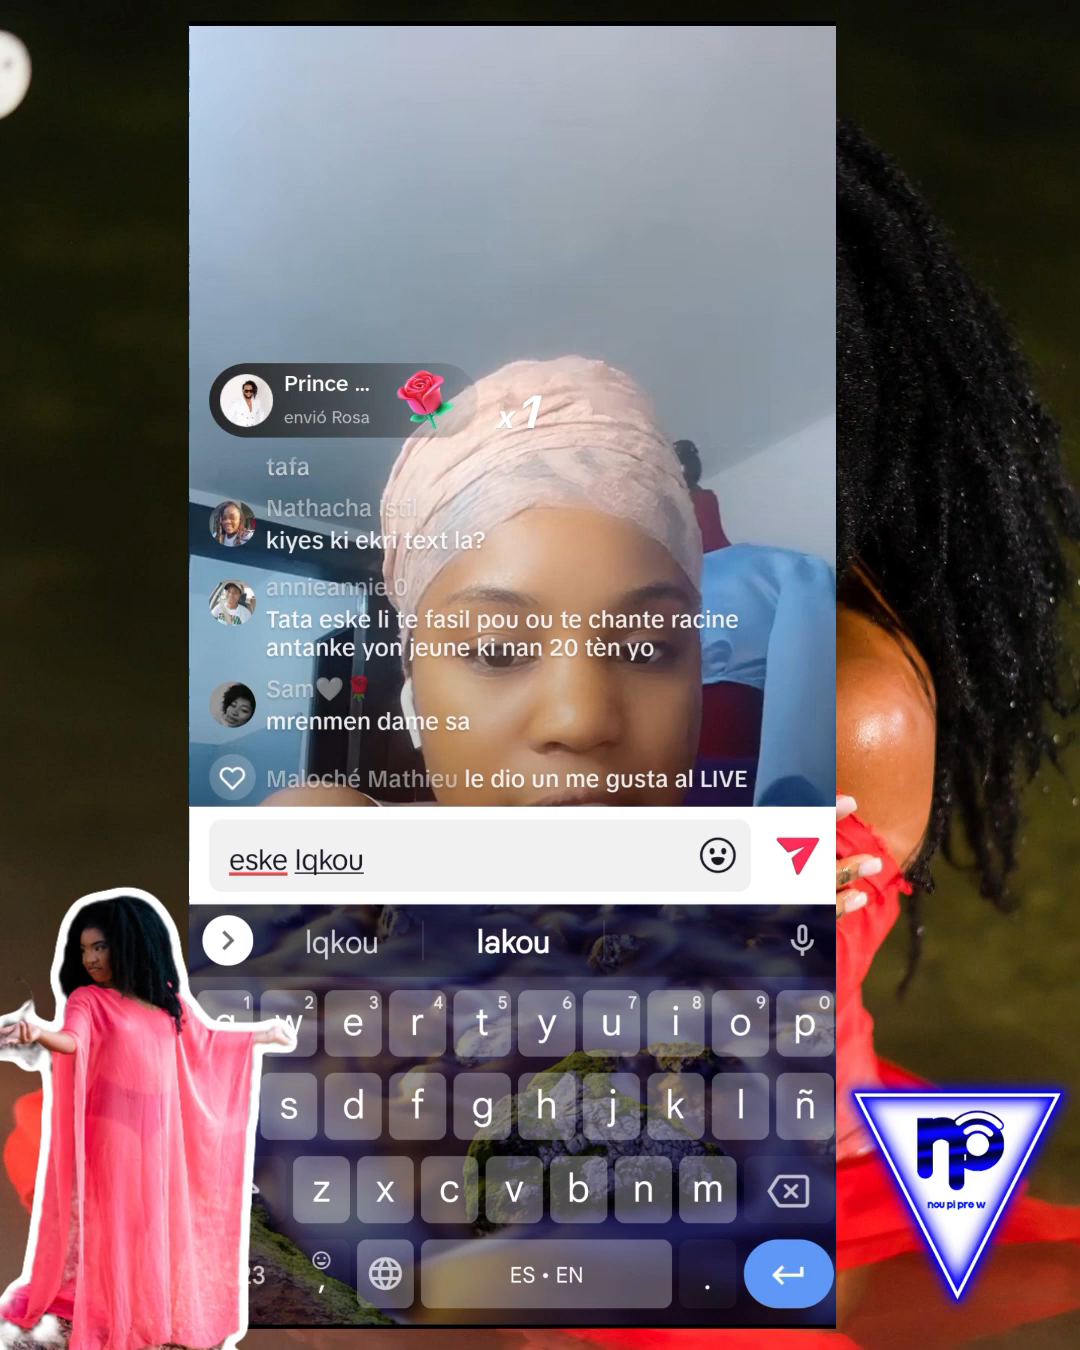 Prince ...
envió Rosa
x1
tafa
Nathacha Istil
kiyes ki ekri text la?
annieannie.0
Tata eske li te fasil pou ou te chante racine
antanke yon jeune ki nan 20 tèn yo
Sam🩶🌹
mrenmen dame sa
Maloché Mathieu le dio un me gusta al LIVE
eske lqkou
lqkou lakou
1 2 3 4 5 6 7 8 9 0
q w e r t y u i o p
s d f g h j k l ñ
z x c v b n m
23 , ES • EN .
np
nou pi pre w